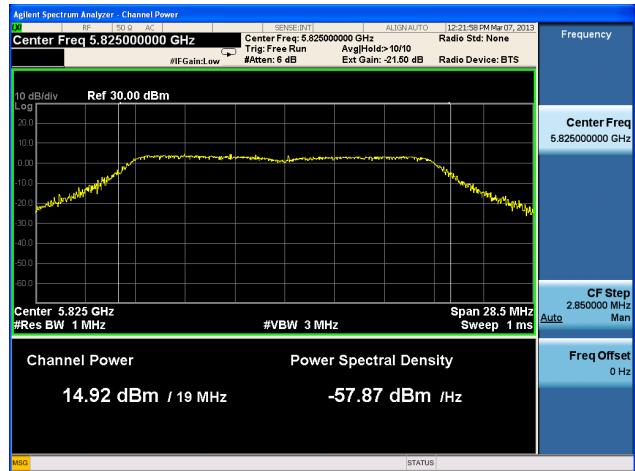 Agilent Spectrum Analyzer - Channel Power
LXI RF 50 Ω AC SENSE:INT ALIGN AUTO 12:21:58 PM Mar 07, 2013
Center Freq 5.825000000 GHz
Center Freq: 5.825000000 GHz Radio Std: None
Trig: Free Run Avg|Hold:>10/10
#IFGain:Low #Atten: 6 dB Ext Gain: -21.50 dB Radio Device: BTS
10 dB/div Ref 30.00 dBm
Log
20.0
10.0
0.00
-10.0
-20.0
-30.0
-40.0
-50.0
-60.0
Center 5.825 GHz Span 28.5 MHz
#Res BW 1 MHz #VBW 3 MHz Sweep 1 ms
Channel Power Power Spectral Density
14.92 dBm / 19 MHz -57.87 dBm /Hz
Frequency
Center Freq
5.825000000 GHz
CF Step
2.850000 MHz
Auto Man
Freq Offset
0 Hz
MSG STATUS